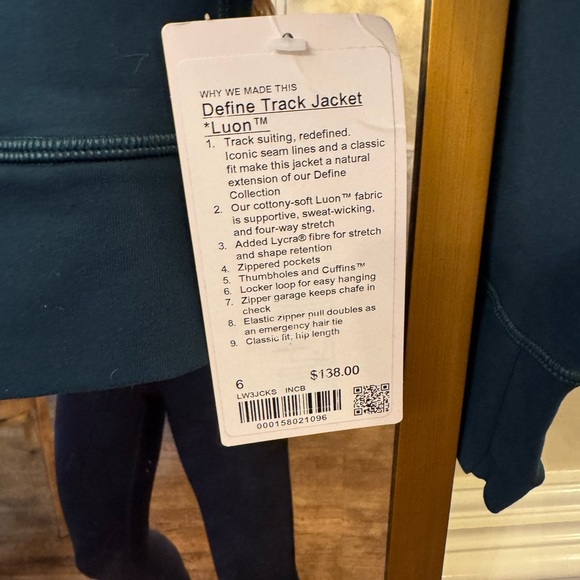 WHY WE MADE THIS
Define Track Jacket
*Luon™
1. Track suiting, redefined.
Iconic seam lines and a classic
fit make this jacket a natural
extension of our Define
Collection
2. Our cottony-soft Luon™ fabric
is supportive, sweat-wicking,
and four-way stretch
3. Added Lycra® fibre for stretch
and shape retention
4. Zippered pockets
5. Thumbholes and Cuffins™
6. Locker loop for easy hanging
7. Zipper garage keeps chafe in
check
8. Elastic zipper pull doubles as
an emergency hair tie
9. Classic fit, hip length
6 $138.00
LW3JCKS INCB
000158021096